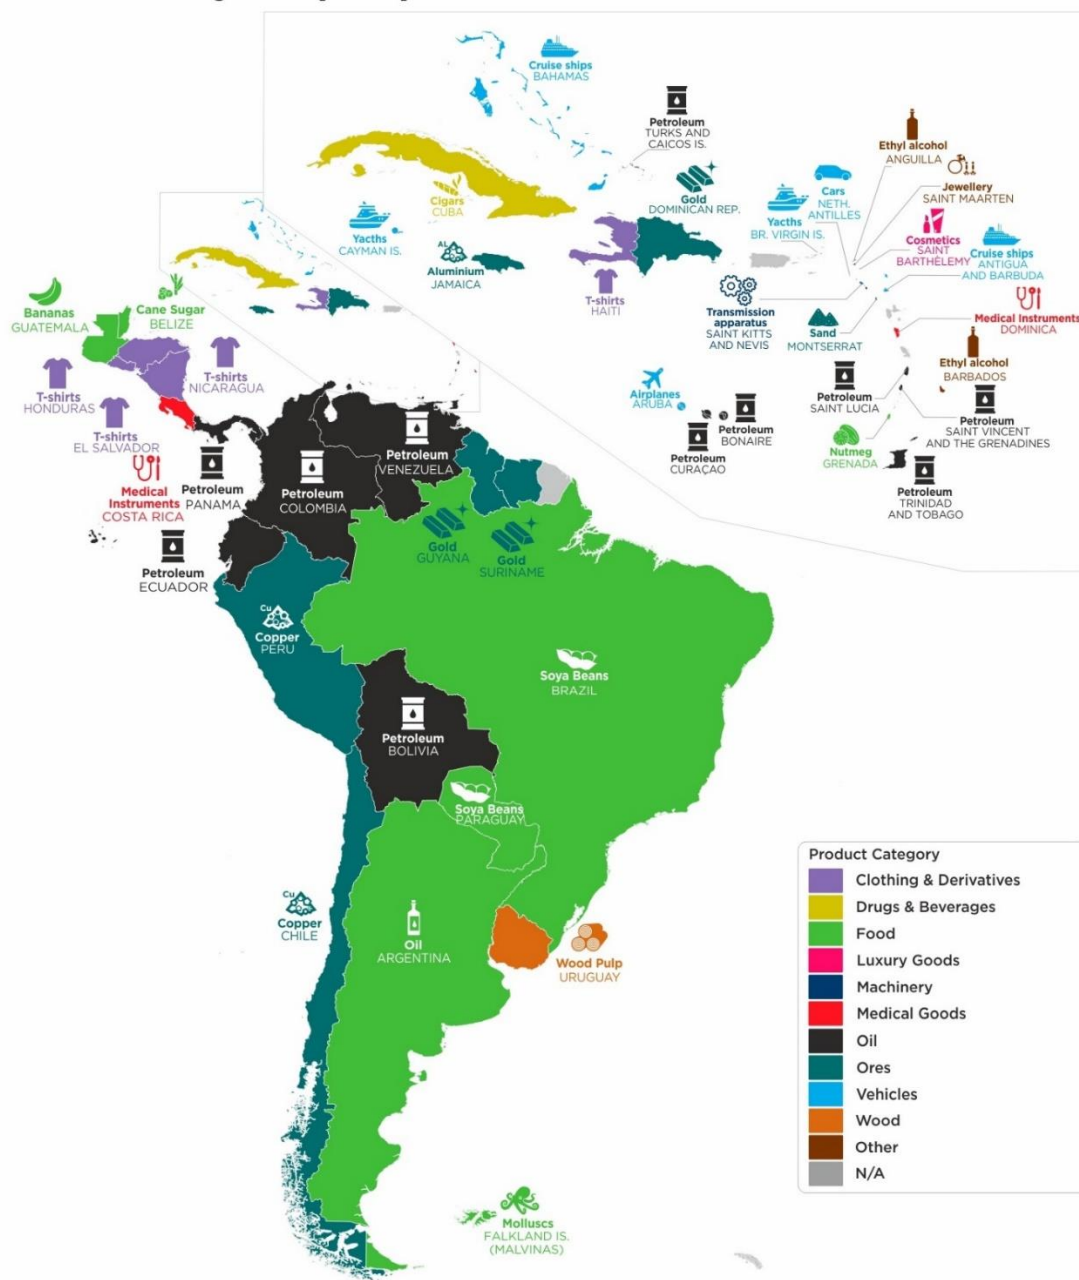 Cruise ships
BAHAMAS
Petroleum
TURKS AND
CAICOS IS.
Ethyl alcohol
ANGUILLA
Jewellery
SAINT MAARTEN
Cigars
CUBA
Gold
DOMINICAN REP.
Cars
NETH.
ANTILLES
Yacths
CAYMAN IS.
Yacths
BR. VIRGIN IS.
Cosmetics
SAINT
BARTHÈLEMY
Cruise ships
ANTIGUA
AND BARBUDA
AL
Aluminium
JAMAICA
T-shirts
HAITI
Transmission
apparatus
SAINT KITTS
AND NEVIS
Sand
MONTSERRAT
Medical Instruments
DOMINICA
Ethyl alcohol
BARBADOS
Petroleum
SAINT LUCIA
Petroleum
SAINT VINCENT
AND THE GRENADINES
Airplanes
ARUBA
Petroleum
BONAIRE
Petroleum
CURAÇAO
Nutmeg
GRENADA
Petroleum
TRINIDAD
AND TOBAGO
Bananas
GUATEMALA
Cane Sugar
BELIZE
T-shirts
NICARAGUA
T-shirts
HONDURAS
T-shirts
EL SALVADOR
Medical
Instruments
COSTA RICA
Petroleum
PANAMA
Petroleum
COLOMBIA
Petroleum
VENEZUELA
Petroleum
ECUADOR
Gold
GUYANA
Gold
SURINAME
Cu
Copper
PERU
Soya Beans
BRAZIL
Petroleum
BOLIVIA
Soya Beans
PARAGUAY
Cu
Copper
CHILE
Oil
ARGENTINA
Wood Pulp
URUGUAY
Molluscs
FALKLAND IS.
(MALVINAS)
Product Category
Clothing & Derivatives
Drugs & Beverages
Food
Luxury Goods
Machinery
Medical Goods
Oil
Ores
Vehicles
Wood
Other
N/A